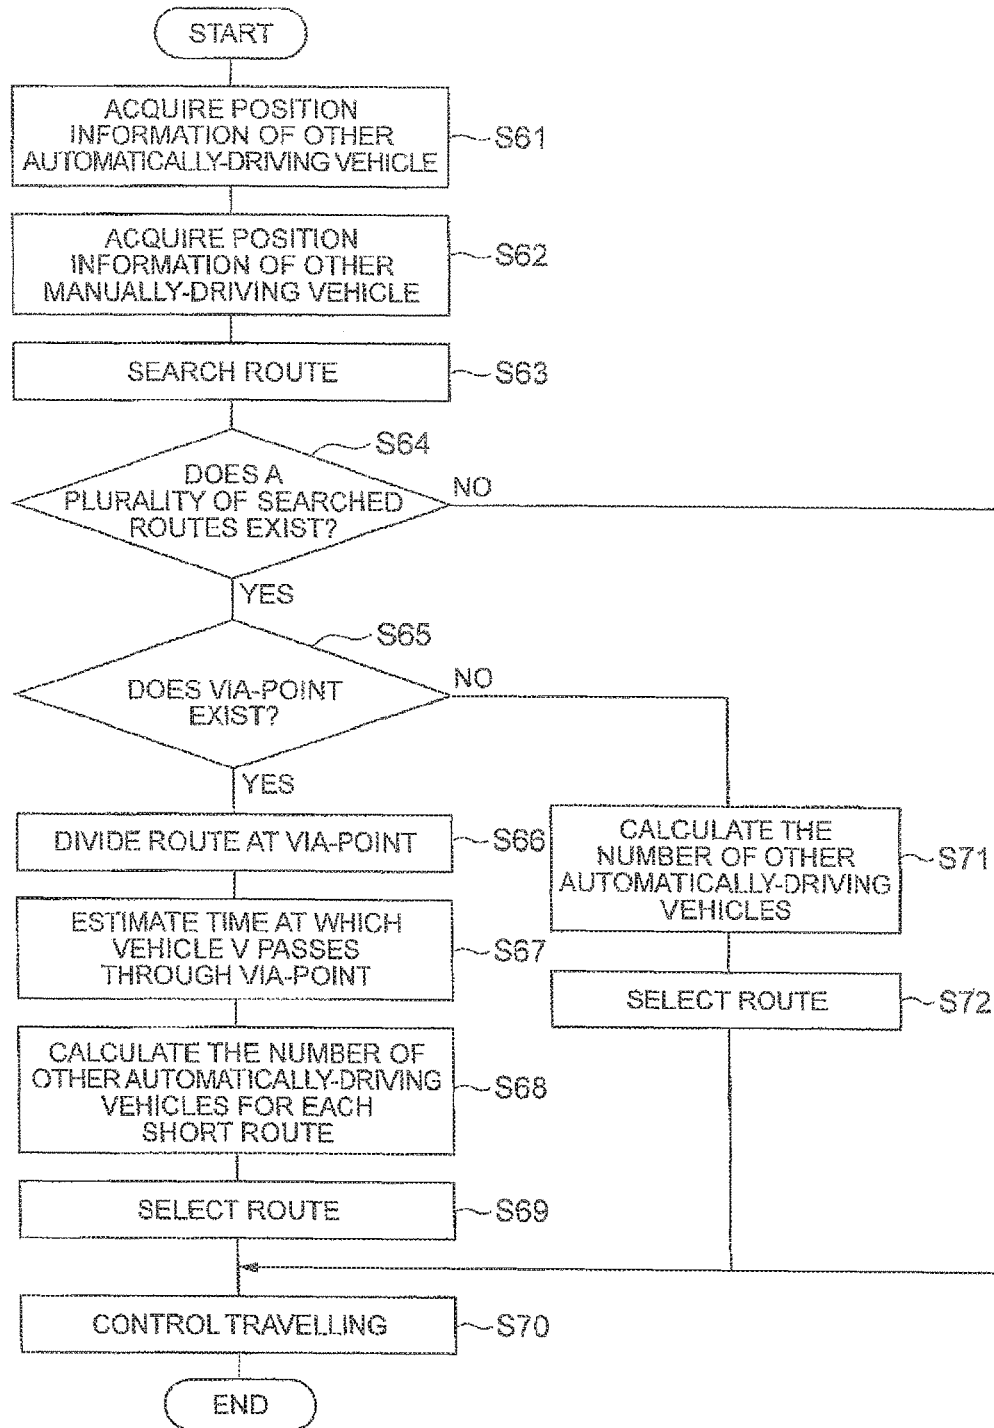 START
ACQUIRE POSITION
INFORMATION OF OTHER
AUTOMATICALLY-DRIVING VEHICLE
S61
ACQUIRE POSITION
INFORMATION OF OTHER
MANUALLY-DRIVING VEHICLE
S62
SEARCH ROUTE
S63
S64
DOES A
PLURALITY OF SEARCHED
ROUTES EXIST?
NO
YES
S65
DOES VIA-POINT
EXIST?
NO
YES
DIVIDE ROUTE AT VIA-POINT
S66
ESTIMATE TIME AT WHICH
VEHICLE V PASSES
THROUGH VIA-POINT
S67
CALCULATE THE NUMBER OF
OTHER AUTOMATICALLY-DRIVING
VEHICLES FOR EACH
SHORT ROUTE
S68
SELECT ROUTE
S69
CALCULATE THE
NUMBER OF OTHER
AUTOMATICALLY-DRIVING
VEHICLES
S71
SELECT ROUTE
S72
CONTROL TRAVELLING
S70
END